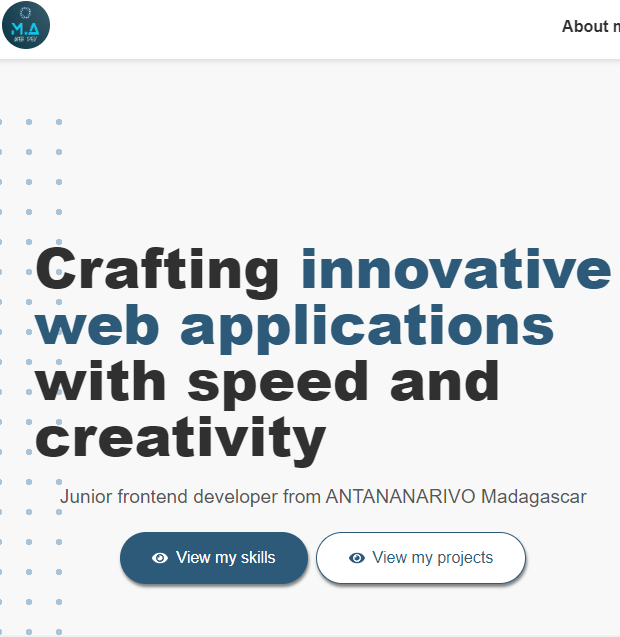 M.A
WEB DEV
About m
Crafting innovative
web applications
with speed and
creativity
Junior frontend developer from ANTANANARIVO Madagascar
View my skills
View my projects